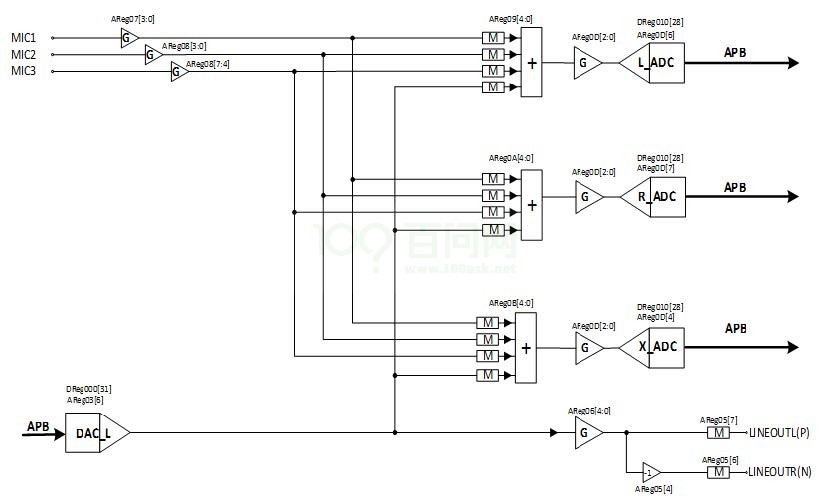 AReg07[3:0]
MIC1
G
MIC2
G
AReg08[3:0]
MIC3
G
AReg08[7:4]
AReg09[4:0]
M
M
M
M
+
AReg0D[2:0]
G
DReg010[28]
AReg0D[6]
L_ADC
APB
AReg0A[4:0]
M
M
M
M
+
AReg0D[2:0]
G
DReg010[28]
AReg0D[7]
R_ADC
APB
100 百问网
www.100ask.net
AReg0B[4:0]
M
M
M
M
+
AReg0D[2:0]
G
DReg010[28]
AReg0D[4]
X_ADC
APB
DReg000[31]
AReg03[6]
APB
DAC_L
AReg06[4:0]
G
AReg05[7]
M
LINEOUTL(P)
-1
AReg05[4]
AReg05[6]
M
LINEOUTR(N)